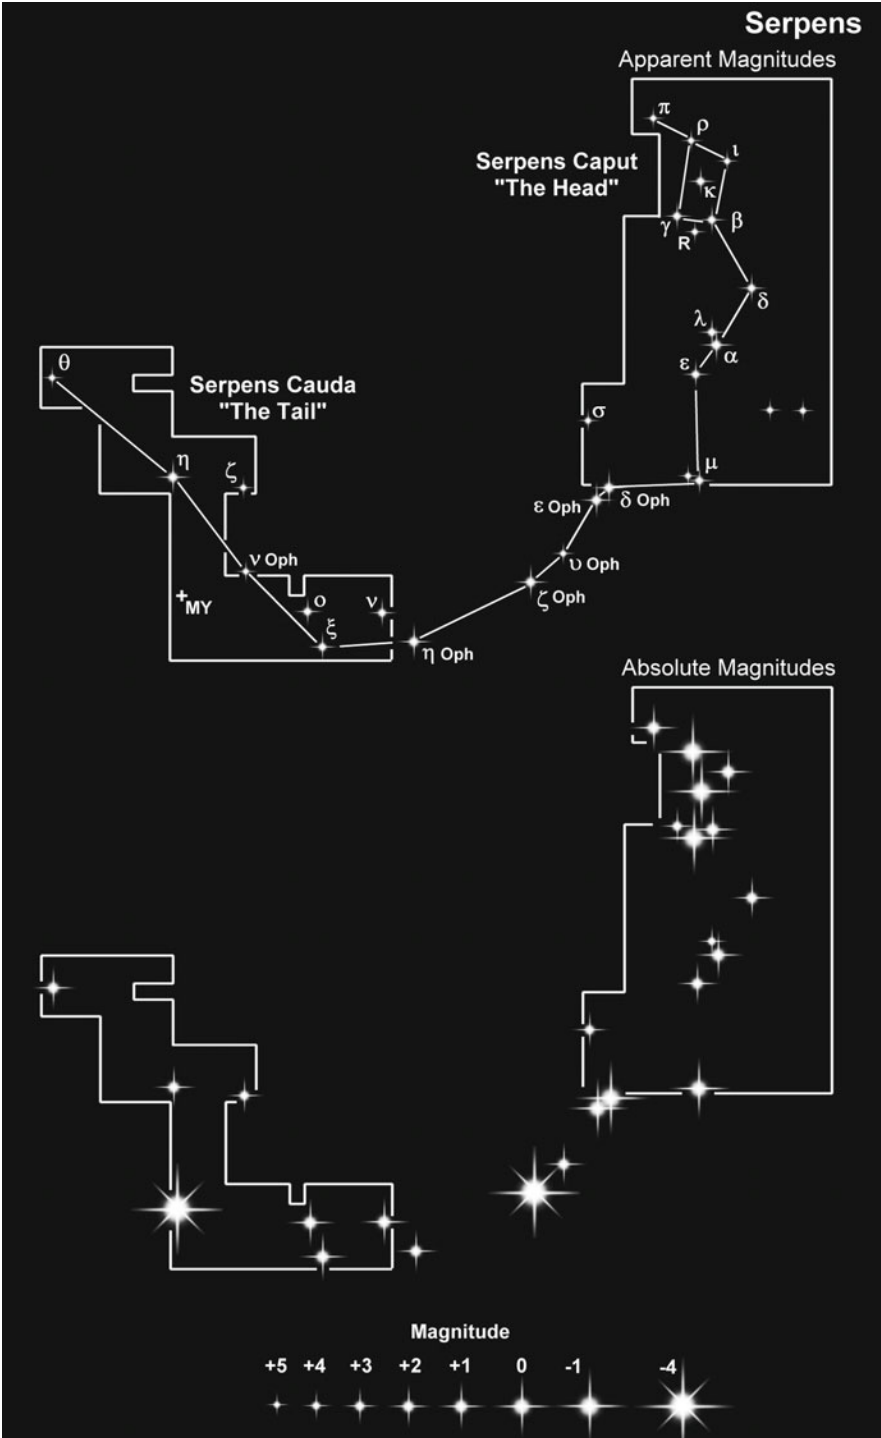 Serpens
Apparent Magnitudes
π
ρ
ι
Serpens Caput
"The Head"
κ
γ
β
R
δ
λ
α
ε
θ
Serpens Cauda
"The Tail"
σ
η
ζ
μ
ε Oph
δ Oph
ν Oph
υ Oph
MY
ο
ν
ζ Oph
ξ
η Oph
Absolute Magnitudes
Magnitude
+5 +4 +3 +2 +1 0 -1 -4